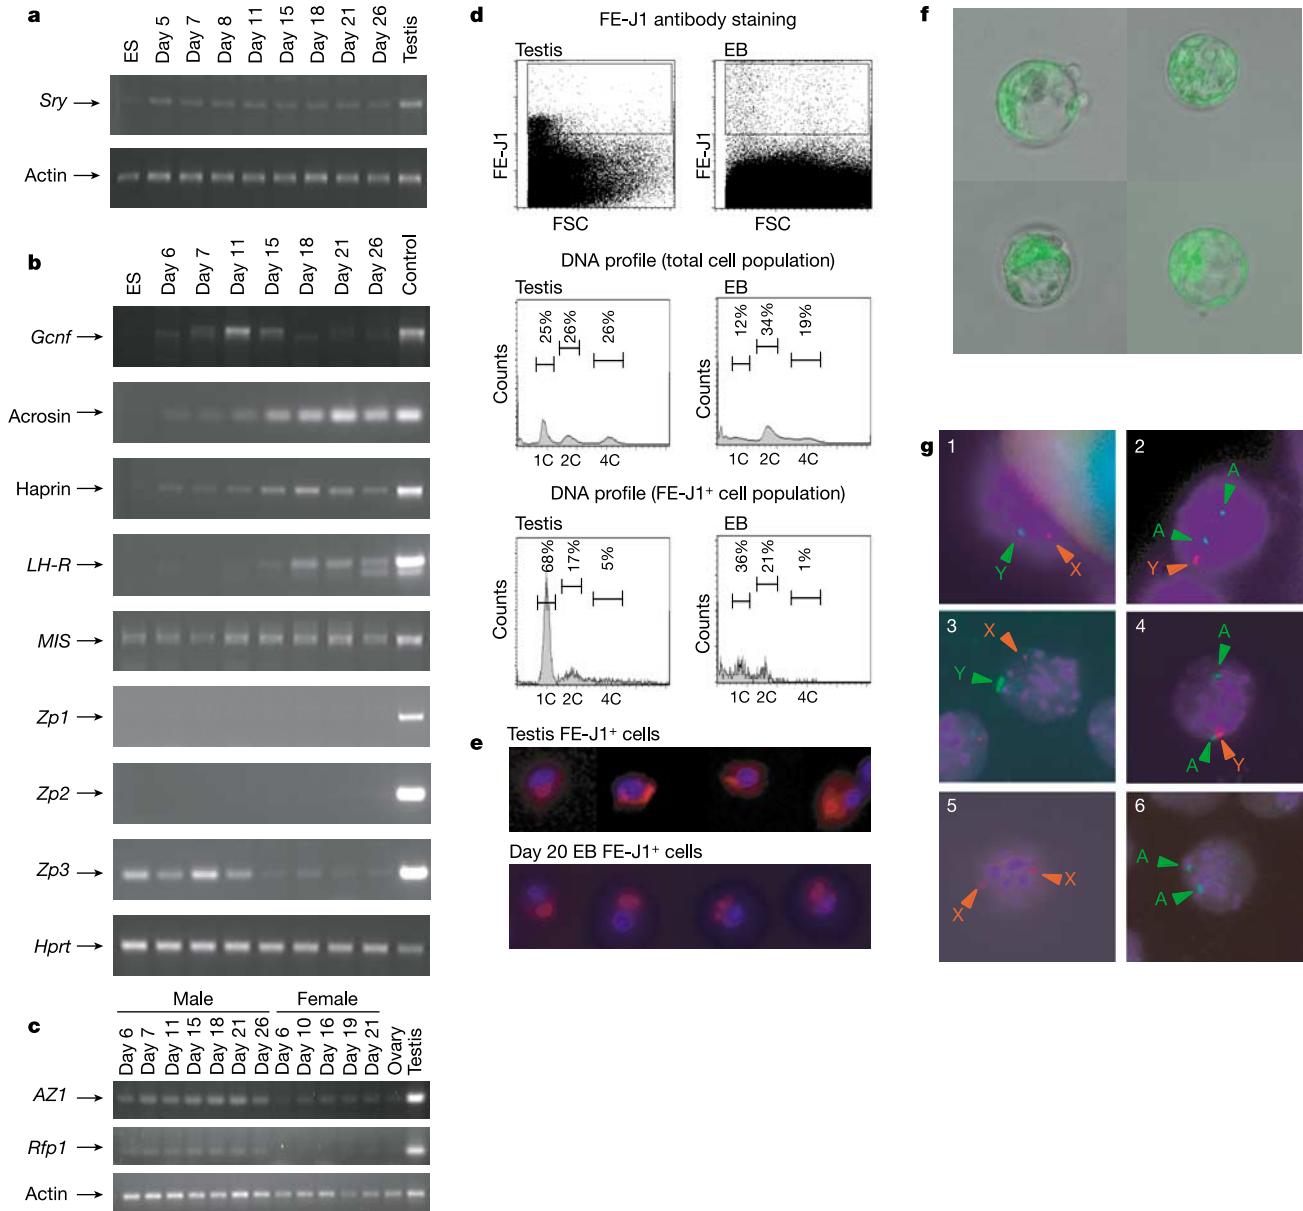 a
ES
Day 5
Day 7
Day 8
Day 11
Day 15
Day 18
Day 21
Day 26
Testis
Sry
Actin
b
ES
Day 6
Day 7
Day 11
Day 15
Day 18
Day 21
Day 26
Control
Gcnf
Acrosin
Haprin
LH-R
MIS
Zp1
Zp2
Zp3
Hprt
c
Male
Female
Day 6
Day 7
Day 11
Day 15
Day 18
Day 21
Day 26
Day 6
Day 10
Day 16
Day 19
Day 21
Ovary
Testis
AZ1
Rfp1
Actin
d
FE-J1 antibody staining
Testis
EB
FE-J1
FE-J1
FSC
FSC
DNA profile (total cell population)
Testis
EB
25%
26%
26%
12%
34%
19%
Counts
Counts
1C 2C 4C
1C 2C 4C
DNA profile (FE-J1⁺ cell population)
Testis
EB
68%
17%
5%
36%
21%
1%
Counts
Counts
1C 2C 4C
1C 2C 4C
e
Testis FE-J1⁺ cells
Day 20 EB FE-J1⁺ cells
f
g
1
Y
X
2
A
A
Y
3
X
Y
4
A
A
Y
5
X
X
6
A
A